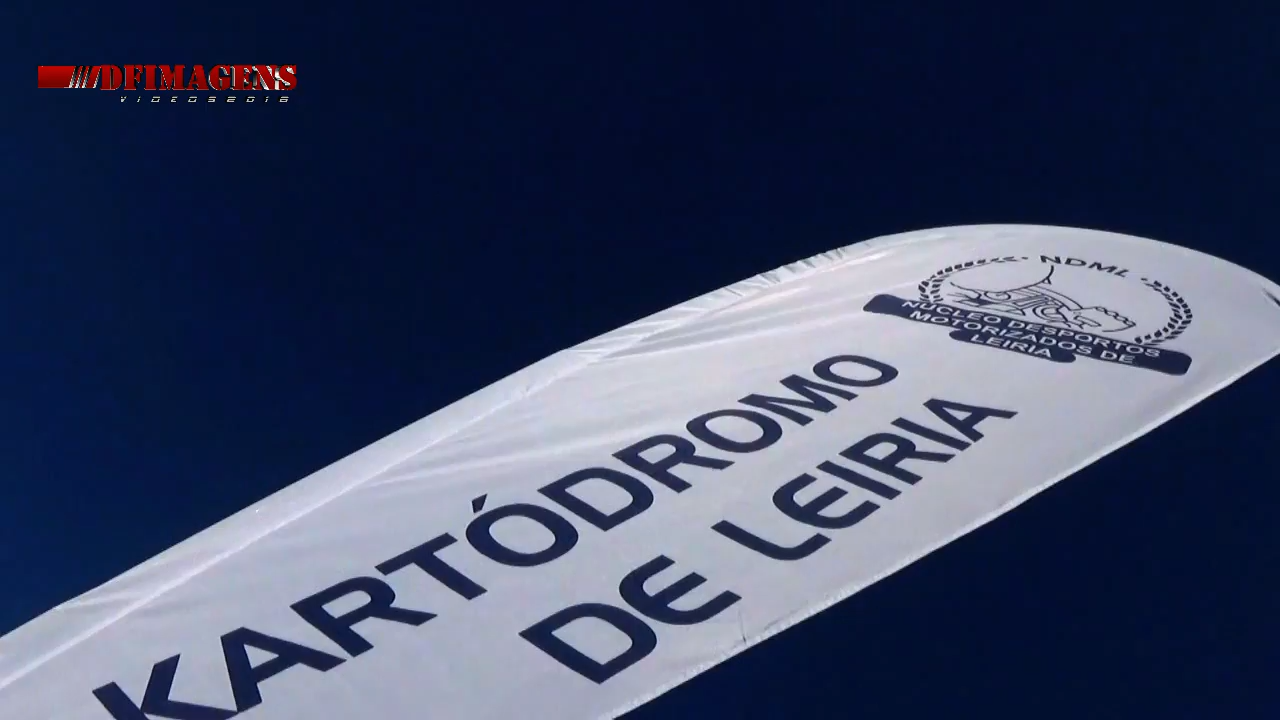 DFIMAGENS
VIDEOS2016
NDML
NÚCLEO DESPORTOS
MOTORIZADOS DE
LEIRIA
KARTÓDROMO
DE LEIRIA